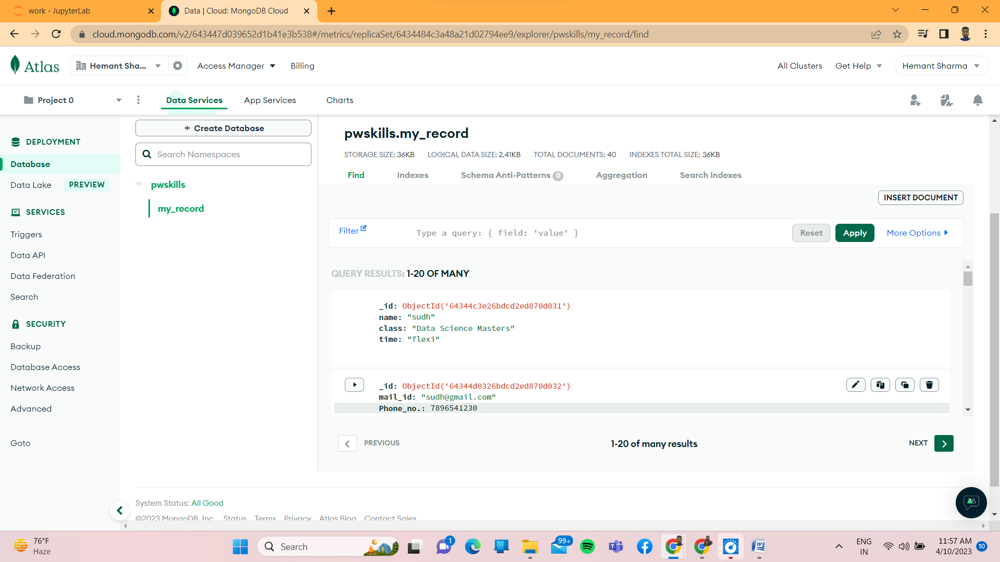 work - JupyterLab
Data | Cloud: MongoDB Cloud
cloud.mongodb.com/v2/643447d039652d1b41e3b538#/metrics/replicaSet/6434484c3a48a21d02794ee9/explorer/pwskills/my_record/find
Atlas
Hemant Sha...
Access Manager
Billing
All Clusters
Get Help
Hemant Sharma
Project 0
Data Services
App Services
Charts
DEPLOYMENT
Database
Data Lake
PREVIEW
SERVICES
Triggers
Data API
Data Federation
Search
SECURITY
Backup
Database Access
Network Access
Advanced
Goto
+ Create Database
Search Namespaces
pwskills
my_record
pwskills.my_record
STORAGE SIZE: 36KB LOGICAL DATA SIZE: 2.41KB TOTAL DOCUMENTS: 40 INDEXES TOTAL SIZE: 36KB
Find
Indexes
Schema Anti-Patterns 0
Aggregation
Search Indexes
INSERT DOCUMENT
Filter
Type a query: { field: 'value' }
Reset
Apply
More Options
QUERY RESULTS: 1-20 OF MANY
_id: ObjectId('64344c3e26bdcd2ed870d031')
name: "sudh"
class: "Data Science Masters"
time: "flexi"
_id: ObjectId('64344d0326bdcd2ed870d032')
mail_id: "sudh@gmail.com"
Phone_no.: 7896541230
PREVIOUS
1-20 of many results
NEXT
System Status: All Good
©2023 MongoDB, Inc. Status Terms Privacy Atlas Blog Contact Sales
76°F
Haze
Search
1
99+
ENG
IN
11:57 AM
4/10/2023
10